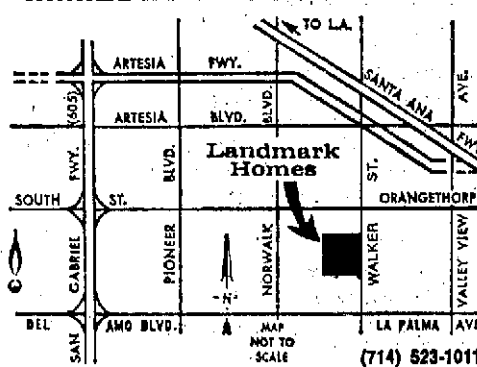 TO L.A.
ARTESIA FWY.
SANTA ANA FWY.
AVE.
(605)
ARTESIA BLVD.
BLVD.
Landmark
Homes
FWY.
BLVD.
ST.
SOUTH ST.
ORANGETHORP
GABRIEL
PIONEER
NORWALK
WALKER
VALLEY VIEW
-N-
DEL AMO BLVD.
MAP
NOT TO
SCALE
LA PALMA AVE
SAN
(714) 523-1011